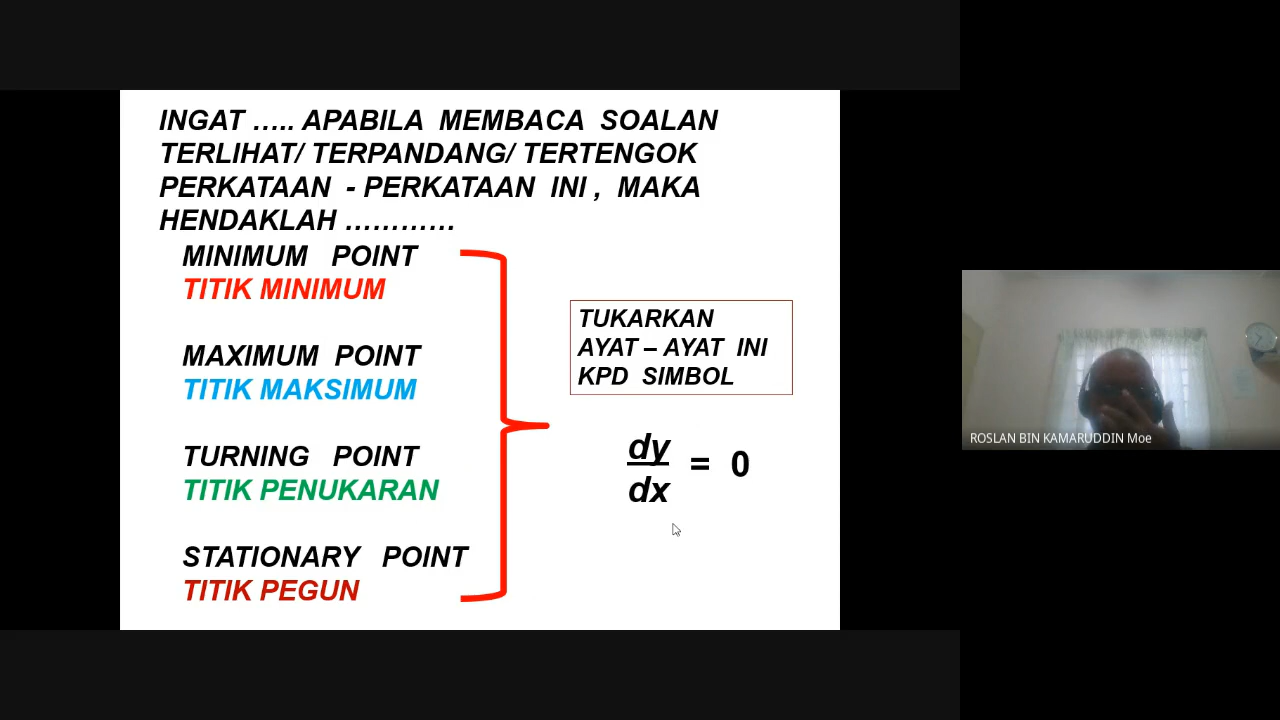 INGAT ….. APABILA MEMBACA SOALAN
TERLIHAT/ TERPANDANG/ TERTENGOK
PERKATAAN - PERKATAAN INI , MAKA
HENDAKLAH …………
MINIMUM POINT
TITIK MINIMUM
MAXIMUM POINT
TITIK MAKSIMUM
TURNING POINT
TITIK PENUKARAN
STATIONARY POINT
TITIK PEGUN
TUKARKAN
AYAT – AYAT INI
KPD SIMBOL
dy
dx
= 0
ROSLAN BIN KAMARUDDIN Moe